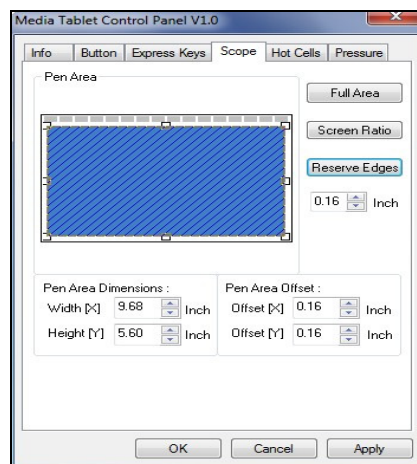 Media Tablet Control Panel V1.0
Info Button Express Keys Scope Hot Cells Pressure
Pen Area
Full Area
Screen Ratio
Reserve Edges
0.16 Inch
Pen Area Dimensions : Pen Area Offset :
Width [X] 9.68 Inch Offset [X] 0.16 Inch
Height [Y] 5.60 Inch Offset [Y] 0.16 Inch
OK Cancel Apply